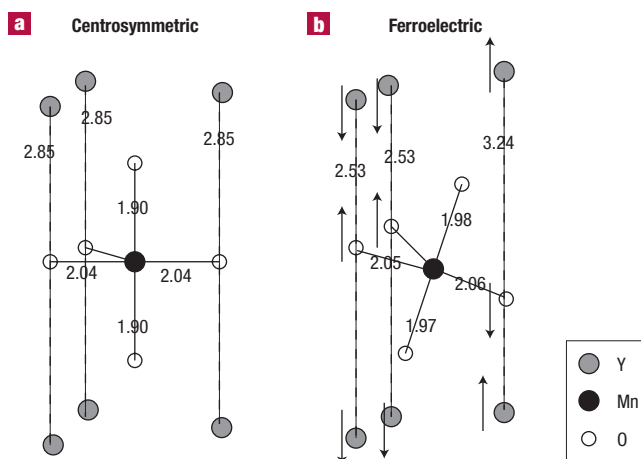 a Centrosymmetric
2.85
2.85
2.85
1.90
2.04
2.04
1.90
b Ferroelectric
2.53
2.53
3.24
1.98
2.05
2.06
1.97
Y
Mn
O